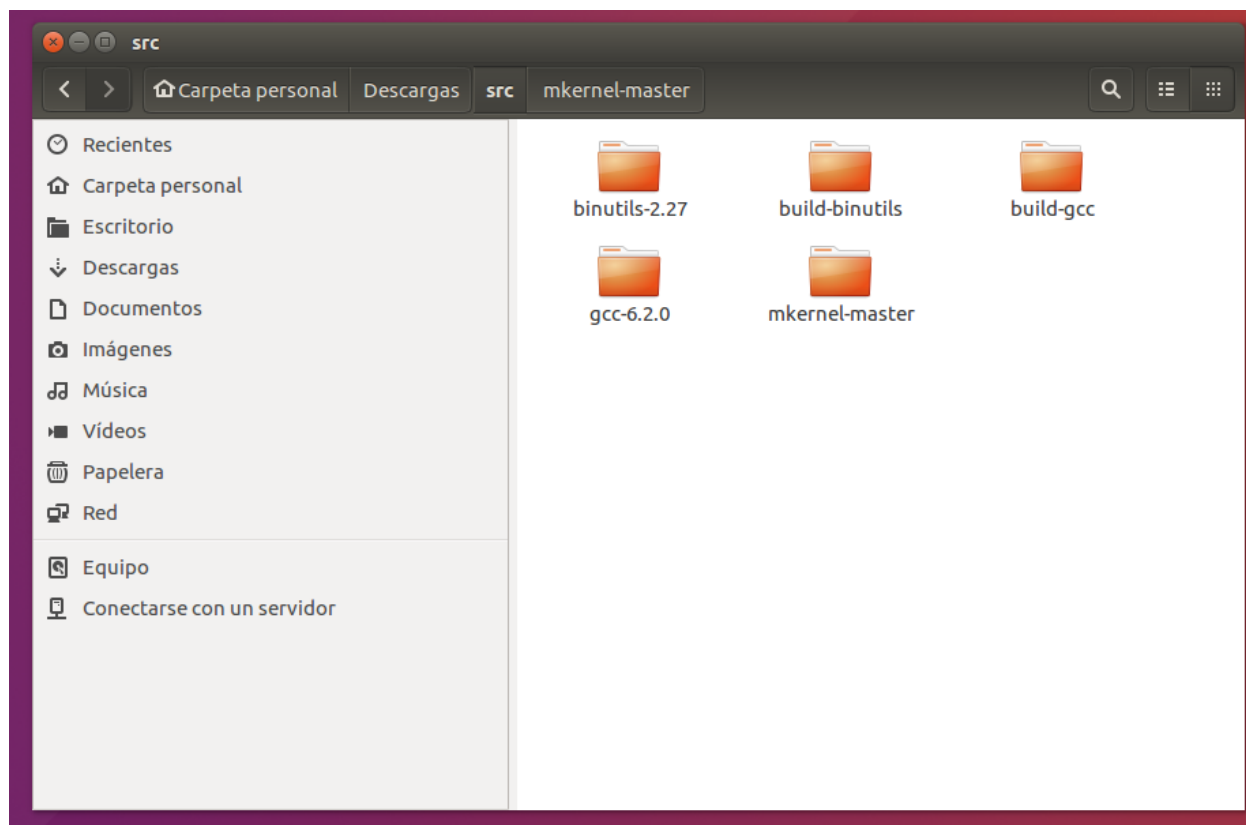 src
Carpeta personal Descargas src mkernel-master
Recientes
Carpeta personal
Escritorio
Descargas
Documentos
Imágenes
Música
Vídeos
Papelera
Red
Equipo
Conectarse con un servidor
binutils-2.27 build-binutils build-gcc
gcc-6.2.0 mkernel-master